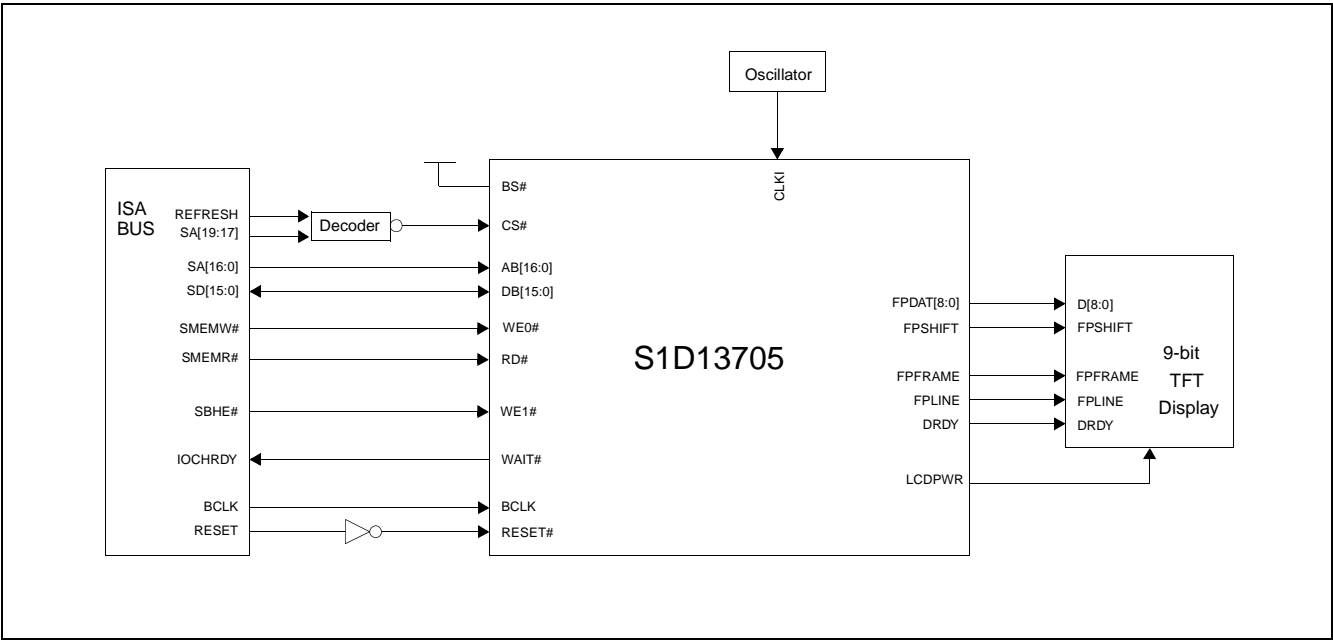 Oscillator
CLKI
ISA
BUS
REFRESH
SA[19:17]
SA[16:0]
SD[15:0]
SMEMW#
SMEMR#
SBHE#
IOCHRDY
BCLK
RESET
Decoder
BS#
CS#
AB[16:0]
DB[15:0]
WE0#
RD#
WE1#
WAIT#
BCLK
RESET#
S1D13705
FPDAT[8:0]
FPSHIFT
FPFRAME
FPLINE
DRDY
LCDPWR
D[8:0]
FPSHIFT
FPFRAME
FPLINE
DRDY
9-bit
TFT
Display